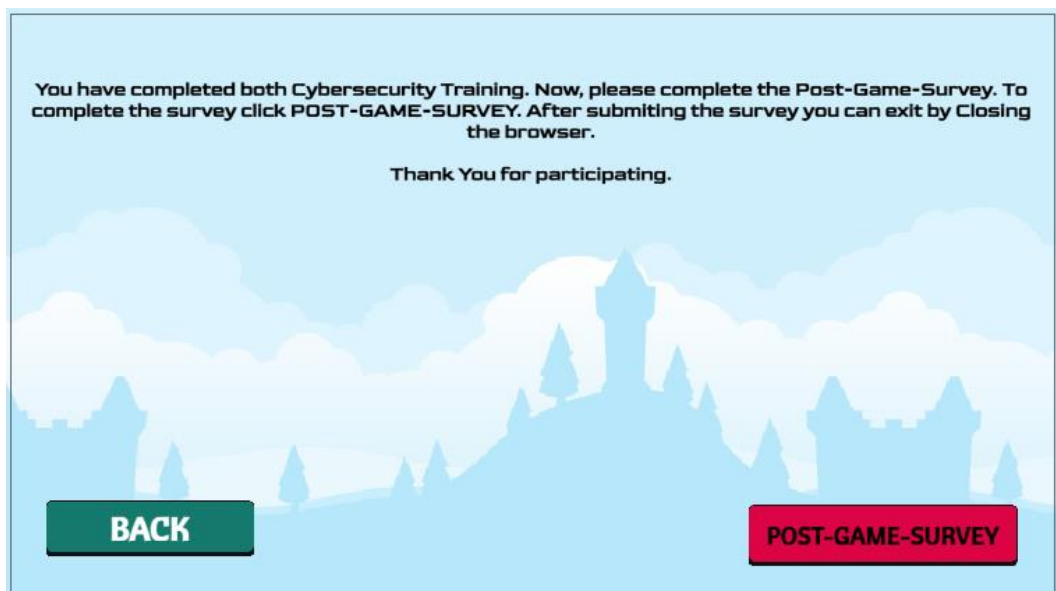 You have completed both Cybersecurity Training. Now, please complete the Post-Game-Survey. To
complete the survey click POST-GAME-SURVEY. After submiting the survey you can exit by Closing
the browser.
Thank You for participating.
BACK
POST-GAME-SURVEY